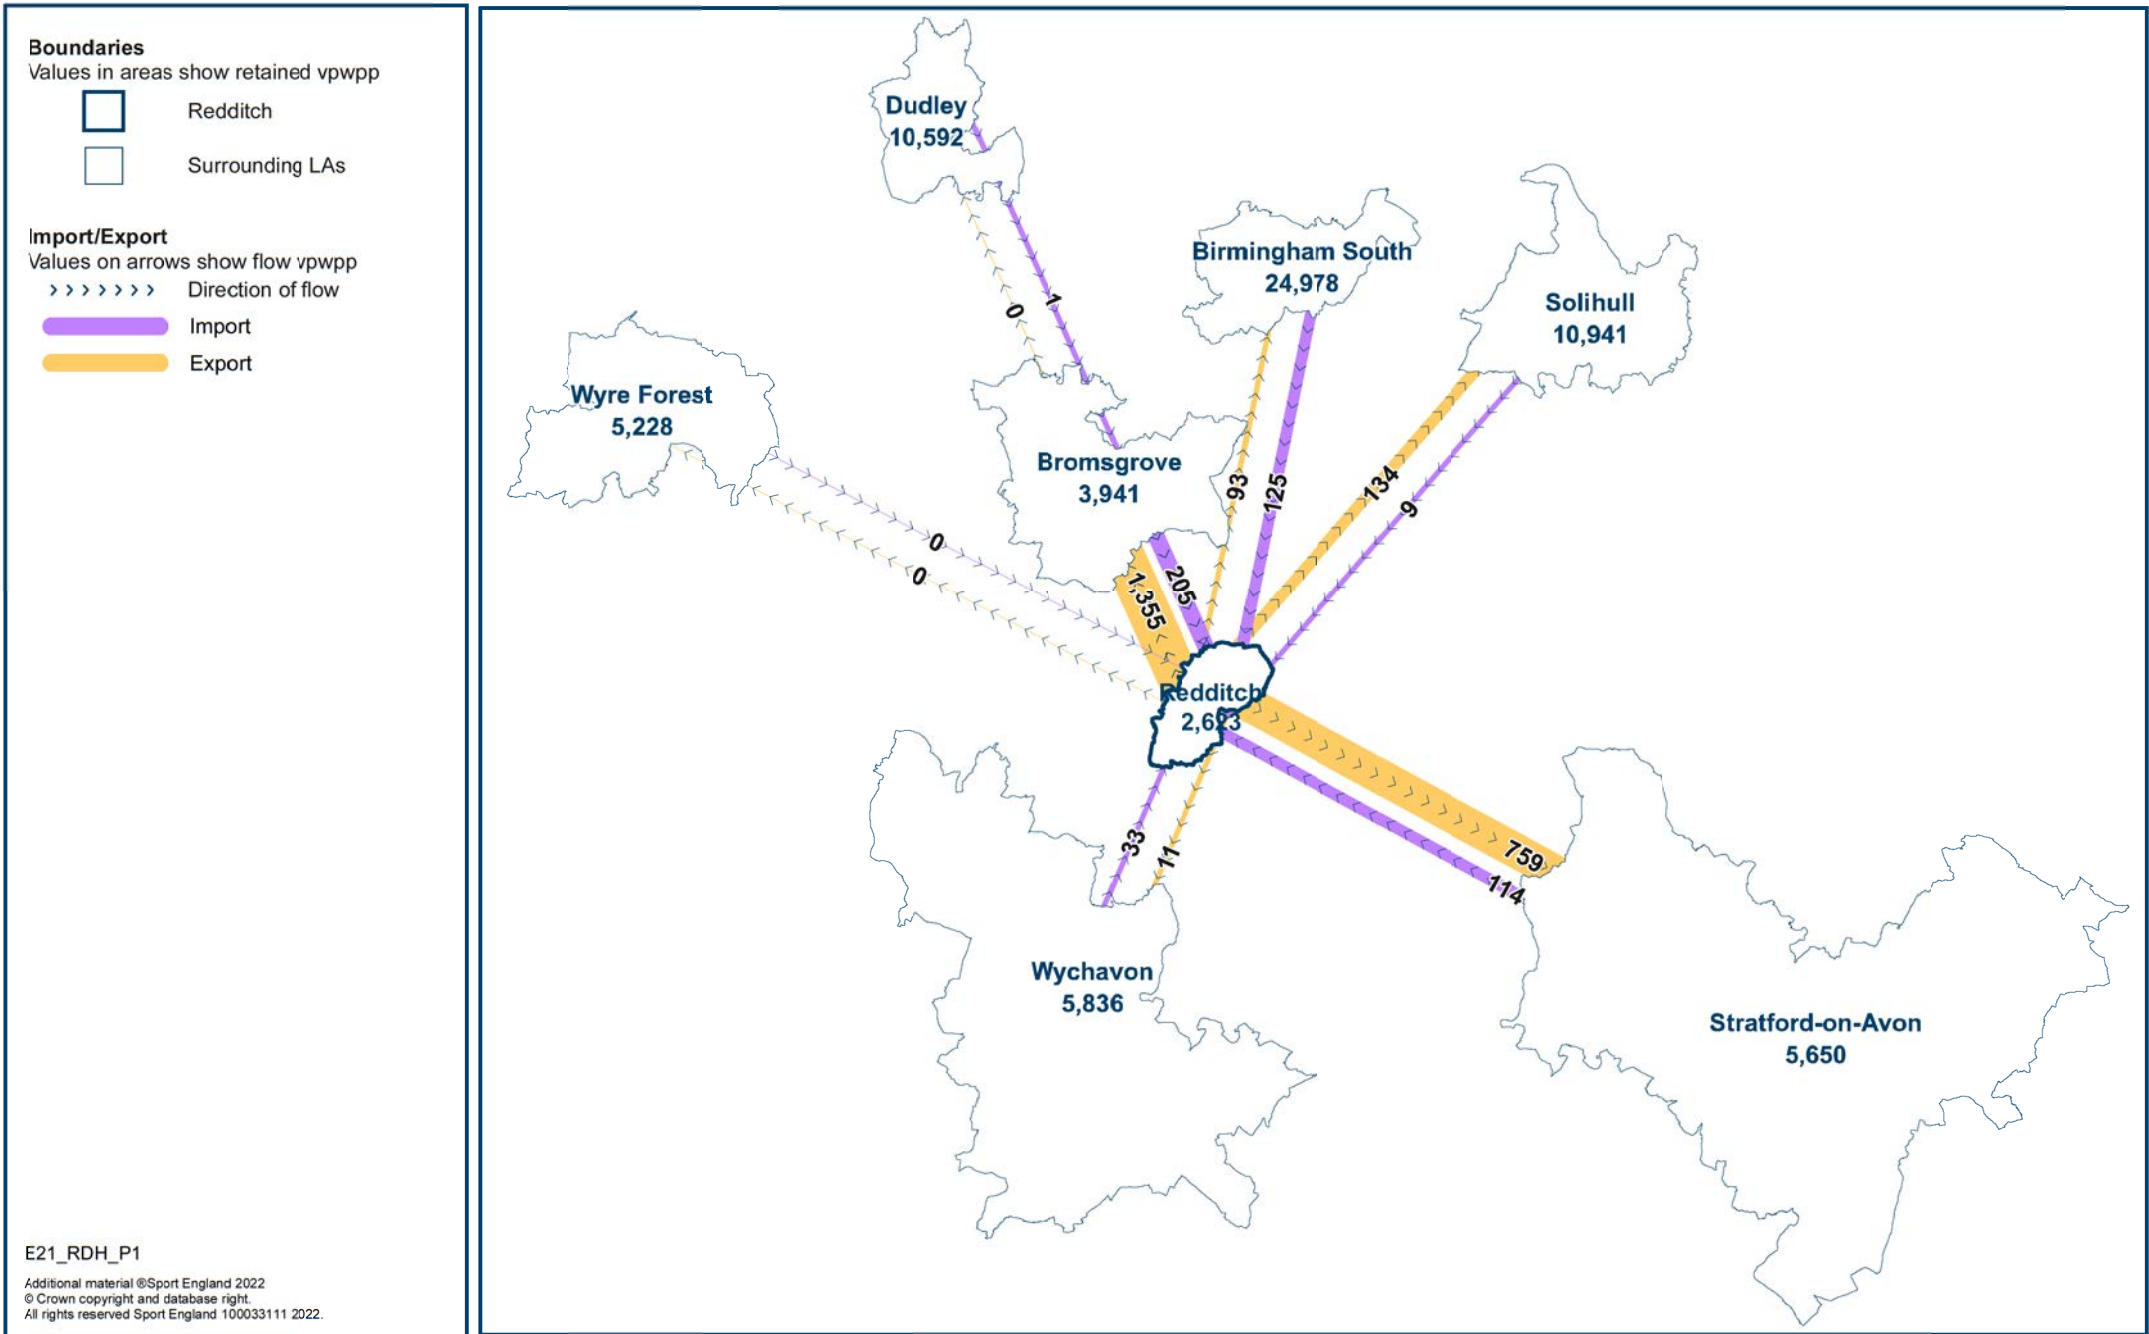 Boundaries
Values in areas show retained vpwpp
Redditch
Surrounding LAs
Import/Export
Values on arrows show flow vpwpp
Direction of flow
Import
Export
E21_RDH_P1
Additional material ®Sport England 2022
© Crown copyright and database right.
All rights reserved Sport England 100033111 2022.
Dudley
10,592
Birmingham South
24,978
Solihull
10,941
0
1
Wyre Forest
5,228
Bromsgrove
3,941
93
125
134
9
0
0
1,355
205
Redditch
2,623
33
11
759
114
Wychavon
5,836
Stratford-on-Avon
5,650